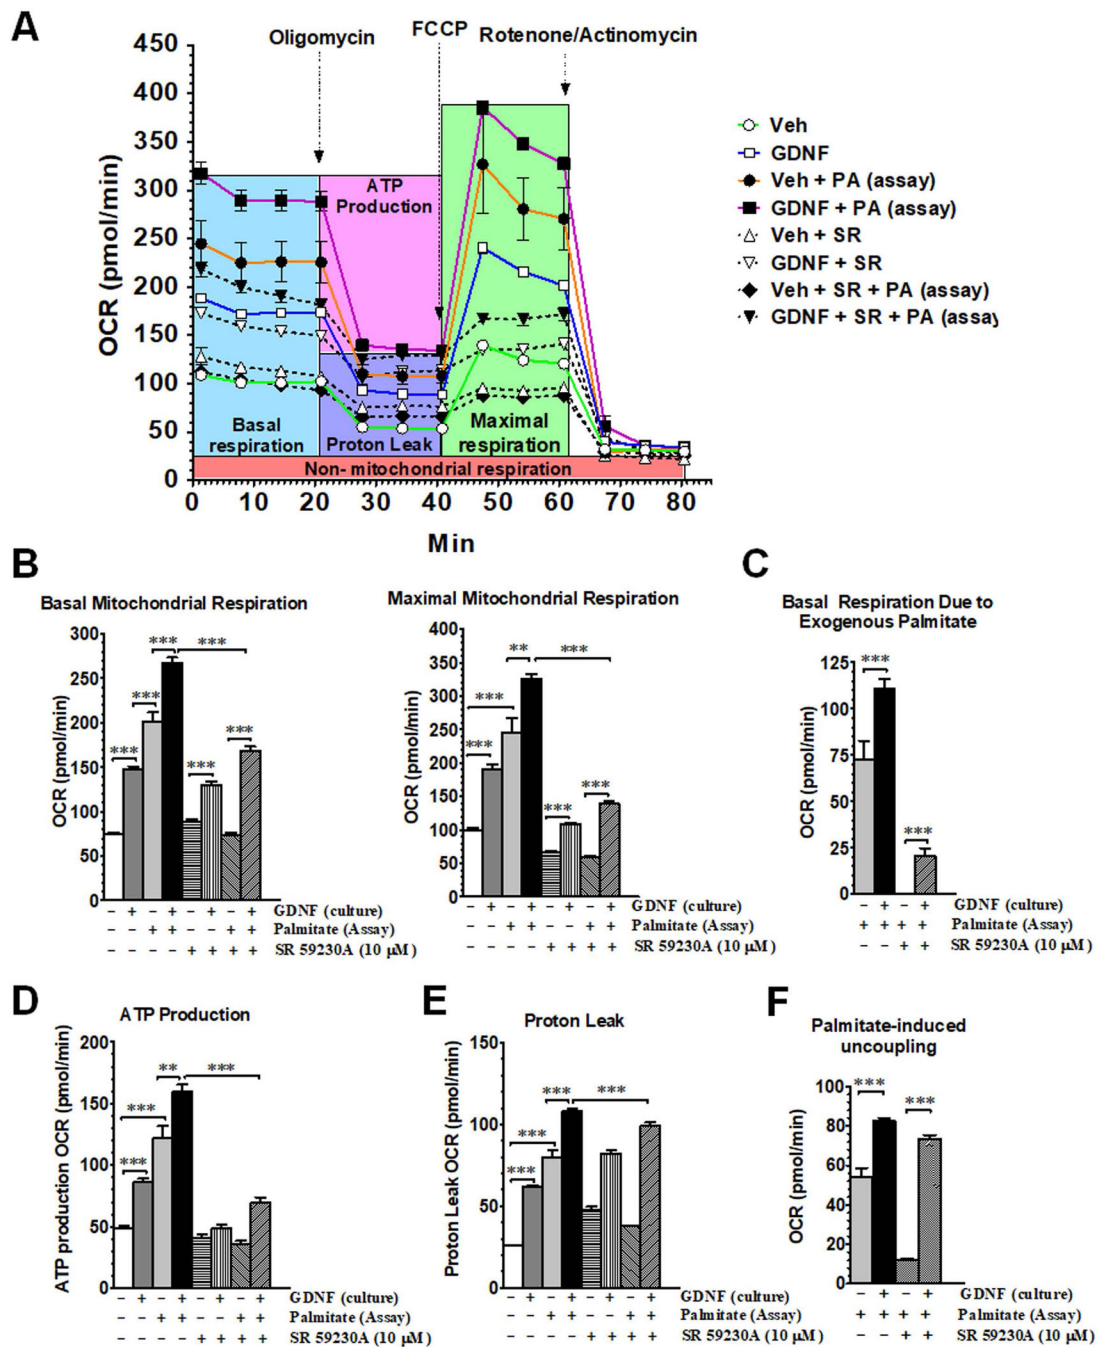 A
Oligomycin
FCCP
Rotenone/Actinomycin
OCR (pmol/min)
450
400
350
300
250
200
150
100
50
0
ATP
Production
Basal
respiration
Proton Leak
Maximal
respiration
Non- mitochondrial respiration
0 10 20 30 40 50 60 70 80
Min
Veh
GDNF
Veh + PA (assay)
GDNF + PA (assay)
Veh + SR
GDNF + SR
Veh + SR + PA (assay)
GDNF + SR + PA (assay
B
Basal Mitochondrial Respiration
OCR (pmol/min)
300
250
200
150
100
50
0
*** *** *** *** *** ***
- + - + - + - + GDNF (culture)
- - + + - - + + Palmitate (Assay)
- - - - + + + + SR 59230A (10 µM)
Maximal Mitochondrial Respiration
OCR (pmol/min)
400
350
300
250
200
150
100
50
0
*** *** ** *** *** ***
- + - + - + - + GDNF (culture)
- - + + - - + + Palmitate (Assay)
- - - - + + + + SR 59230A (10 µM)
C
Basal Respiration Due to
Exogenous Palmitate
OCR (pmol/min)
125
100
75
50
25
0
*** ***
- + - + GDNF (culture)
+ + + + Palmitate (Assay)
- - + + SR 59230A (10 µM)
D
ATP Production
ATP production OCR (pmol/min)
200
150
100
50
0
*** *** ** ***
- + - + - + - + GDNF (culture)
- - + + - - + + Palmitate (Assay)
- - - - + + + + SR 59230A (10 µM)
E
Proton Leak
Proton Leak OCR (pmol/min)
150
100
50
0
*** *** *** ***
- + - + - + - + GDNF (culture)
- - + + - - + + Palmitate (Assay)
- - - - + + + + SR 59230A (10 µM)
F
Palmitate-induced
uncoupling
OCR (pmol/min)
100
80
60
40
20
0
*** ***
- + - + GDNF (culture)
+ + + + Palmitate (Assay)
- - + + SR 59230A (10 µM)